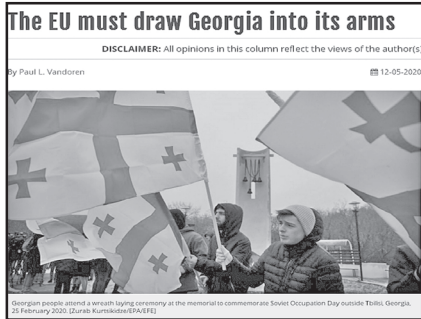 The EU must draw Georgia into its arms
DISCLAIMER: All opinions in this column reflect the views of the author(s)
By Paul L. Vandoren
12-05-2020
Georgian people attend a wreath laying ceremony at the memorial to commemorate Soviet Occupation Day outside Tbilisi, Georgia,
25 February 2020. [Zurab Kurtsikidze/EPA/EFE]